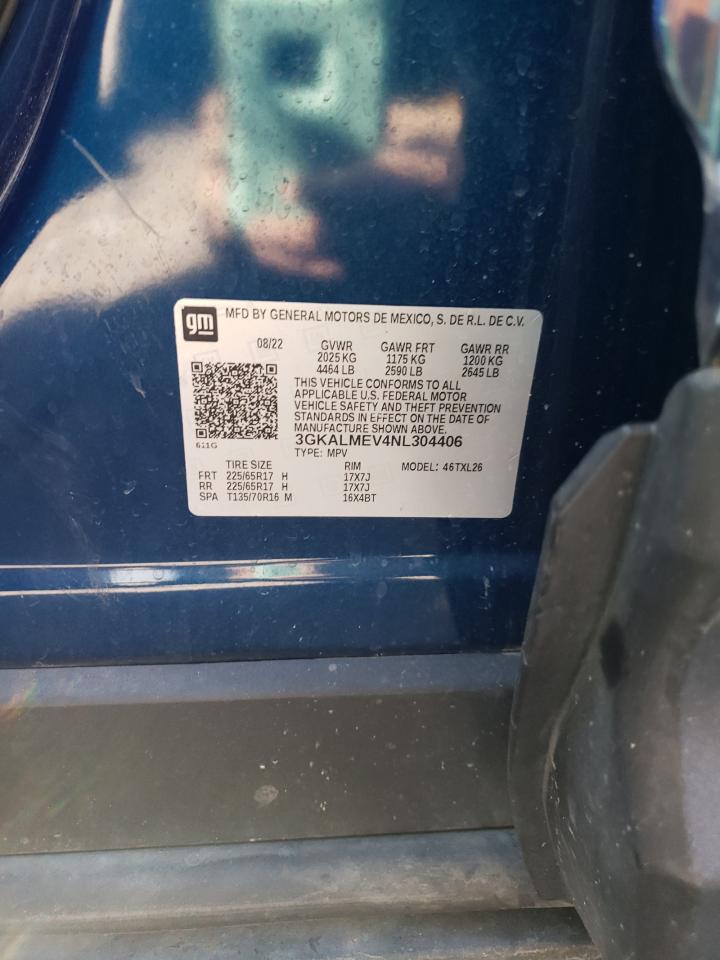 gm
MFD BY GENERAL MOTORS DE MEXICO, S. DE R.L. DE C.V.
08/22 GVWR GAWR FRT GAWR RR
2025 KG 1175 KG 1200 KG
4464 LB 2590 LB 2645 LB
THIS VEHICLE CONFORMS TO ALL
APPLICABLE U.S. FEDERAL MOTOR
VEHICLE SAFETY AND THEFT PREVENTION
STANDARDS IN EFFECT ON THE DATE OF
MANUFACTURE SHOWN ABOVE.
3GKALMEV4NL304406
611G
TYPE: MPV
TIRE SIZE RIM MODEL: 46TXL26
FRT 225/65R17 H 17X7J
RR 225/65R17 H 17X7J
SPA T135/70R16 M 16X4BT